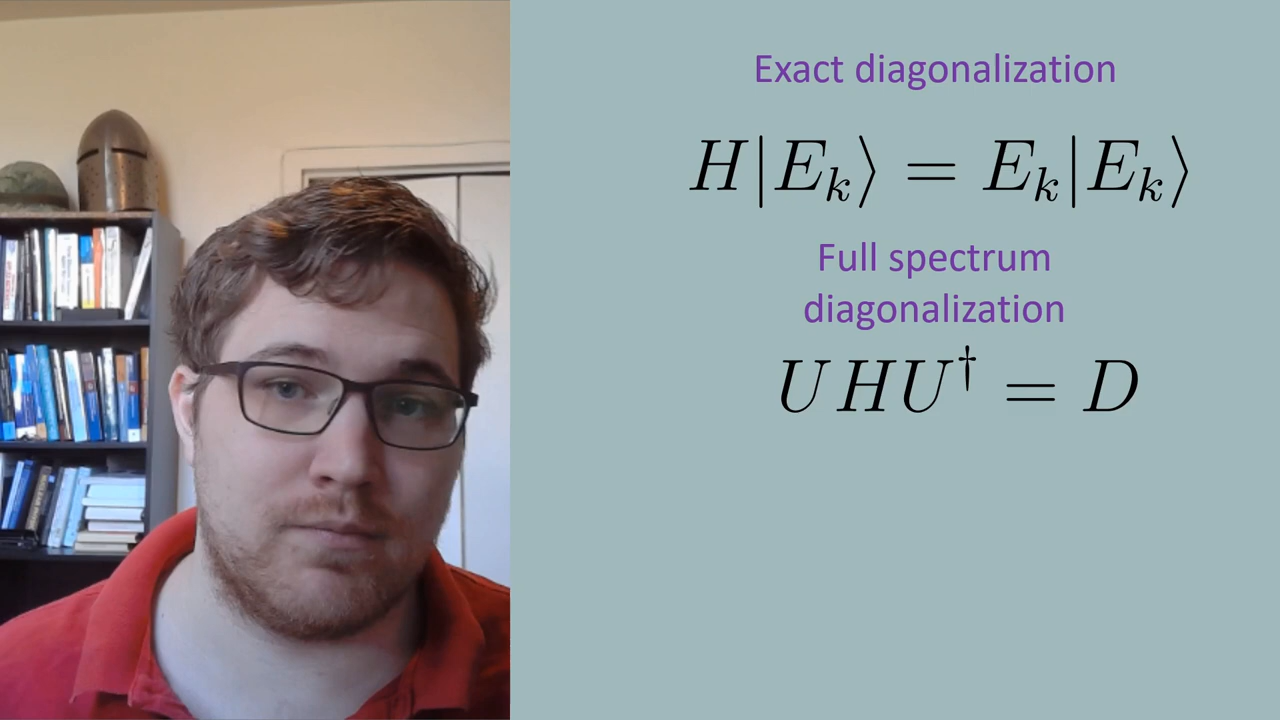 Exact diagonalization
H|E_k⟩ = E_k|E_k⟩
Full spectrum
diagonalization
UHU^† = D